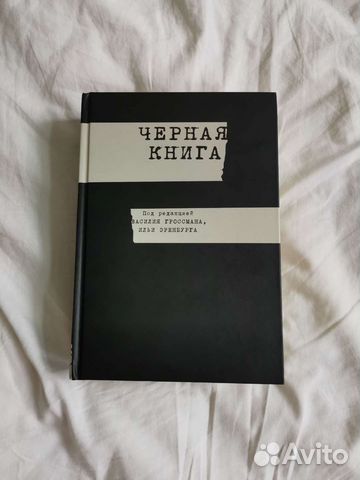 ЧЕРНАЯ
КНИГА
Под редакцией
ВАСИЛИЯ ГРОССМАНА,
ИЛЬИ ЭРЕНБУРГА
Avito